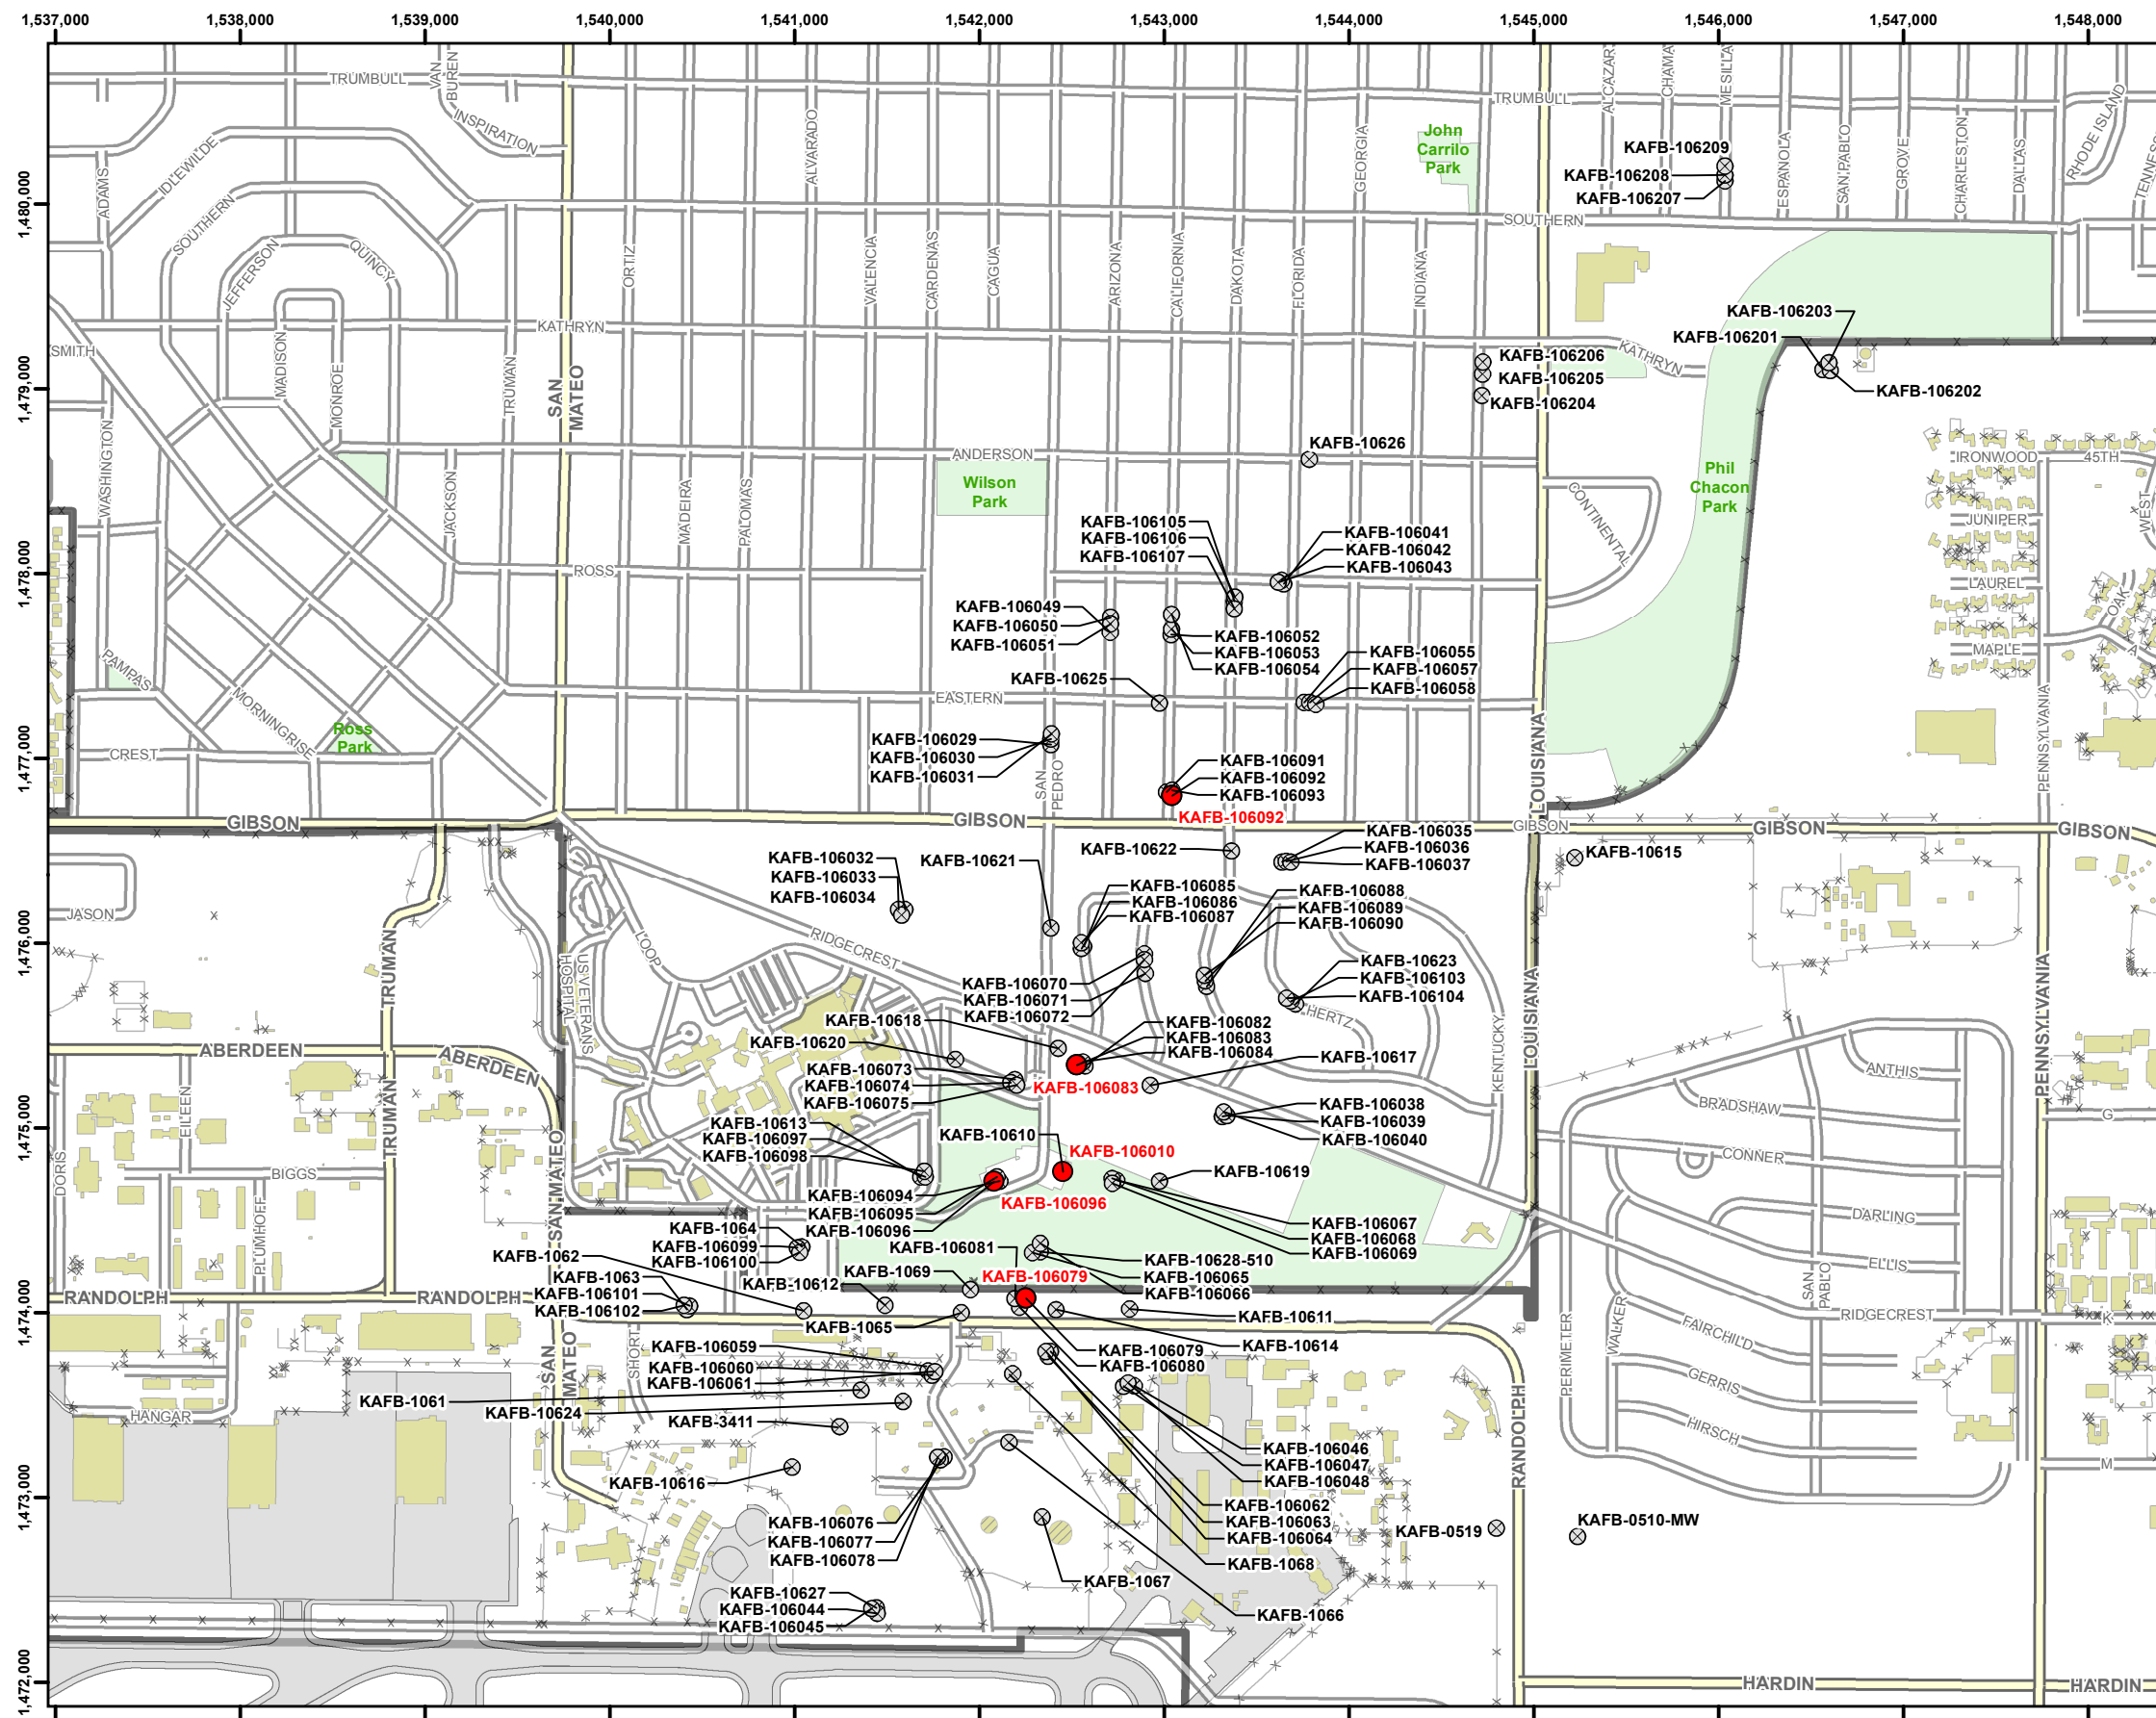 1,537,000
1,538,000
1,539,000
1,540,000
1,541,000
1,542,000
1,543,000
1,544,000
1,545,000
1,546,000
1,547,000
1,548,000
1,480,000
1,479,000
1,478,000
1,477,000
1,476,000
1,475,000
1,474,000
1,473,000
1,472,000
TRUMBULL
VAN
BUREN
INSPIRATION
TRUMBULL
ALCAZAR
CHAMA
MESILLA
RHODE ISLAND
ADAMS
IDLEWILDE
SOUTHERN
JEFFERSON
QUINCY
ALVARADO
GEORGIA
John
Carrilo
Park
KAFB-106209
KAFB-106208
KAFB-106207
ESPANOLA
SAN PABLO
GROVE
CHARLESTON
DALLAS
SOUTHERN
ORTIZ
VALENCIA
CARDENAS
CAGUA
ARIZONA
CALIFORNIA
DAKOTA
FLORIDA
INDIANA
KATHRYN
SMITH
MADISON
MONROE
TRUMAN
SAN
MATEO
KATHRYN
KAFB-106203
KAFB-106201
KAFB-106202
KAFB-106206
KAFB-106205
KAFB-106204
KAFB-10626
ANDERSON
WASHINGTON
JACKSON
MADEIRA
PALOMAS
Wilson
Park
Phil
Chacon
Park
CONTINENTAL
IRONWOOD
45TH
JUNIPER
WEST
LAUREL
OAK
MAPLE
KAFB-106105
KAFB-106106
KAFB-106107
KAFB-106041
KAFB-106042
KAFB-106043
ROSS
KAFB-106049
KAFB-106050
KAFB-106051
KAFB-106052
KAFB-106053
KAFB-106054
KAFB-106055
KAFB-106057
KAFB-106058
KAFB-10625
EASTERN
PAMPAS
MORNINGRISE
Ross
Park
CREST
KAFB-106029
KAFB-106030
KAFB-106031
SAN
PEDRO
KAFB-106091
KAFB-106092
KAFB-106093
KAFB-106092
LOUISIANA
PENNSYLVANIA
GIBSON
GIBSON
GIBSON
GIBSON
GIBSON
KAFB-106035
KAFB-106036
KAFB-106037
KAFB-10622
KAFB-10615
KAFB-106032
KAFB-106033
KAFB-106034
KAFB-10621
KAFB-106085
KAFB-106086
KAFB-106087
KAFB-106088
KAFB-106089
KAFB-106090
JASON
TRUMAN
LOOP
US VETERANS
HOSPITAL
RIDGECREST
KAFB-106070
KAFB-106071
KAFB-106072
KAFB-10623
KAFB-106103
KAFB-106104
HERTZ
KENTUCKY
LOUISIANA
PENNSYLVANIA
KAFB-10618
KAFB-10620
KAFB-106082
KAFB-106083
KAFB-106084
KAFB-10617
ABERDEEN
ABERDEEN
KAFB-106073
KAFB-106074
KAFB-106075
KAFB-106083
ANTHIS
BRADSHAW
G
EILEEN
TRUMAN
KAFB-106038
KAFB-106039
KAFB-106040
KAFB-10613
KAFB-106097
KAFB-106098
KAFB-10610
KAFB-106010
CONNER
DORIS
BIGGS
SAN MATEO
KAFB-10619
KAFB-106094
KAFB-106095
KAFB-106096
KAFB-106096
DARLING
PLUMHOFF
KAFB-1064
KAFB-106099
KAFB-106100
KAFB-106067
KAFB-106068
KAFB-106069
KAFB-1062
KAFB-106081
KAFB-10628-510
KAFB-106065
KAFB-106066
ELLIS
KAFB-1063
KAFB-106101
KAFB-106102
KAFB-10612
KAFB-1069
KAFB-106079
SAN
PABLO
RANDOLPH
RANDOLPH
KAFB-1065
KAFB-10611
RIDGECREST
K
WALKER
FAIRCHILD
PERIMETER
SAN
MATEO
SHORT
KAFB-106059
KAFB-106060
KAFB-106061
KAFB-106079
KAFB-106080
KAFB-10614
GERRIS
KAFB-1061
KAFB-10624
KAFB-3411
HANGAR
HIRSCH
RANDOLPH
KAFB-106046
KAFB-106047
KAFB-106048
M
KAFB-10616
KAFB-106062
KAFB-106063
KAFB-106064
KAFB-106076
KAFB-106077
KAFB-106078
KAFB-1068
KAFB-0519
KAFB-0510-MW
KAFB-1067
KAFB-10627
KAFB-106044
KAFB-106045
KAFB-1066
HARDIN
HARDIN